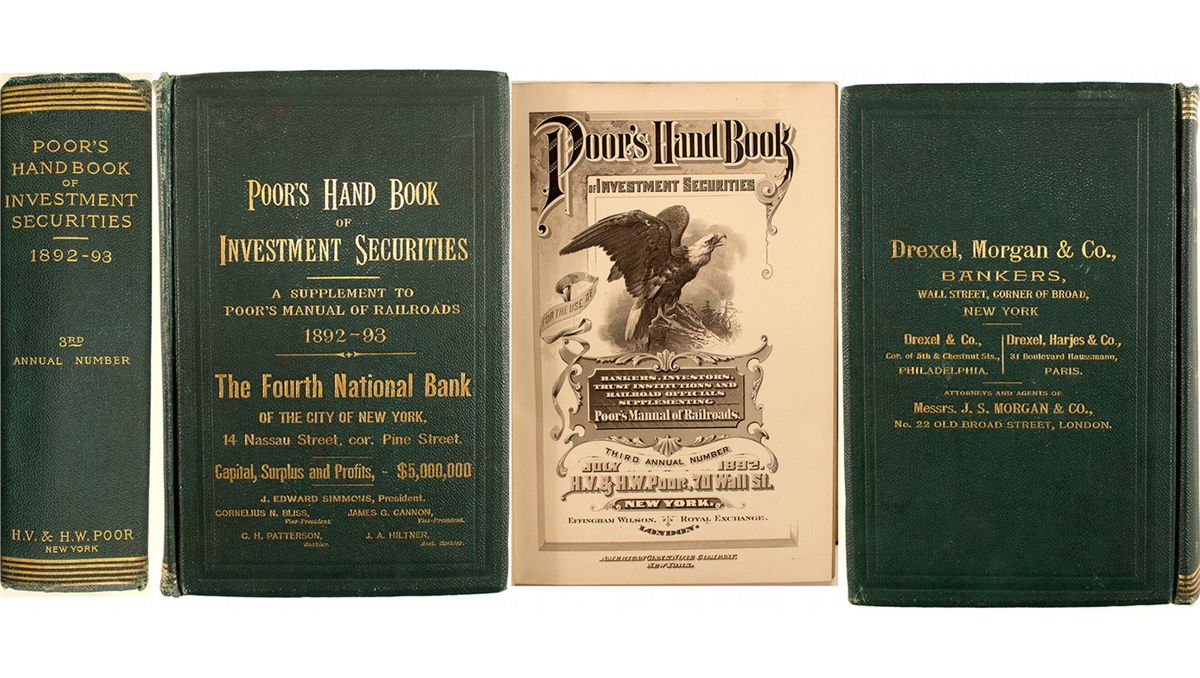 POOR'S
HANDBOOK
OF
INVESTMENT
SECURITIES
1892-93
3RD
ANNUAL NUMBER
H.V. & H.W. POOR
NEW YORK
POOR'S HAND BOOK
OF
INVESTMENT SECURITIES
A SUPPLEMENT TO
POOR'S MANUAL OF RAILROADS
1892-93
The Fourth National Bank
OF THE CITY OF NEW YORK.
14 Nassau Street, cor. Pine Street.
Capital, Surplus and Profits, - $5,000,000
J. EDWARD SIMMONS, President.
CORNELIUS N. BLISS, JAMES G. CANNON,
Vice-President Vice-President.
C. H. PATTERSON, J. A. HILTNER,
Cashier. Asst. Cashier.
Poor's Hand Book
OF INVESTMENT SECURITIES
FOR THE USE OF
BANKERS, INVESTORS,
TRUST INSTITUTIONS AND
RAILROAD OFFICIALS
SUPPLEMENTING
Poor's Manual of Railroads.
THIRD ANNUAL NUMBER
JULY 1892.
H.V. & H.W. Poor, 70 Wall St.
NEW YORK.
EFFINGHAM WILSON, ROYAL EXCHANGE.
LONDON.
AMERICAN BANK NOTE COMPANY,
NEW YORK.
Drexel, Morgan & Co.,
BANKERS,
WALL STREET, CORNER OF BROAD,
NEW YORK
Drexel & Co., Drexel, Harjes & Co.,
Cor. of 5th & Chestnut Sts., 31 Boulevard Haussmann,
PHILADELPHIA. PARIS.
ATTORNEYS AND AGENTS OF
Messrs. J. S. MORGAN & CO.,
No. 22 OLD BROAD STREET, LONDON.